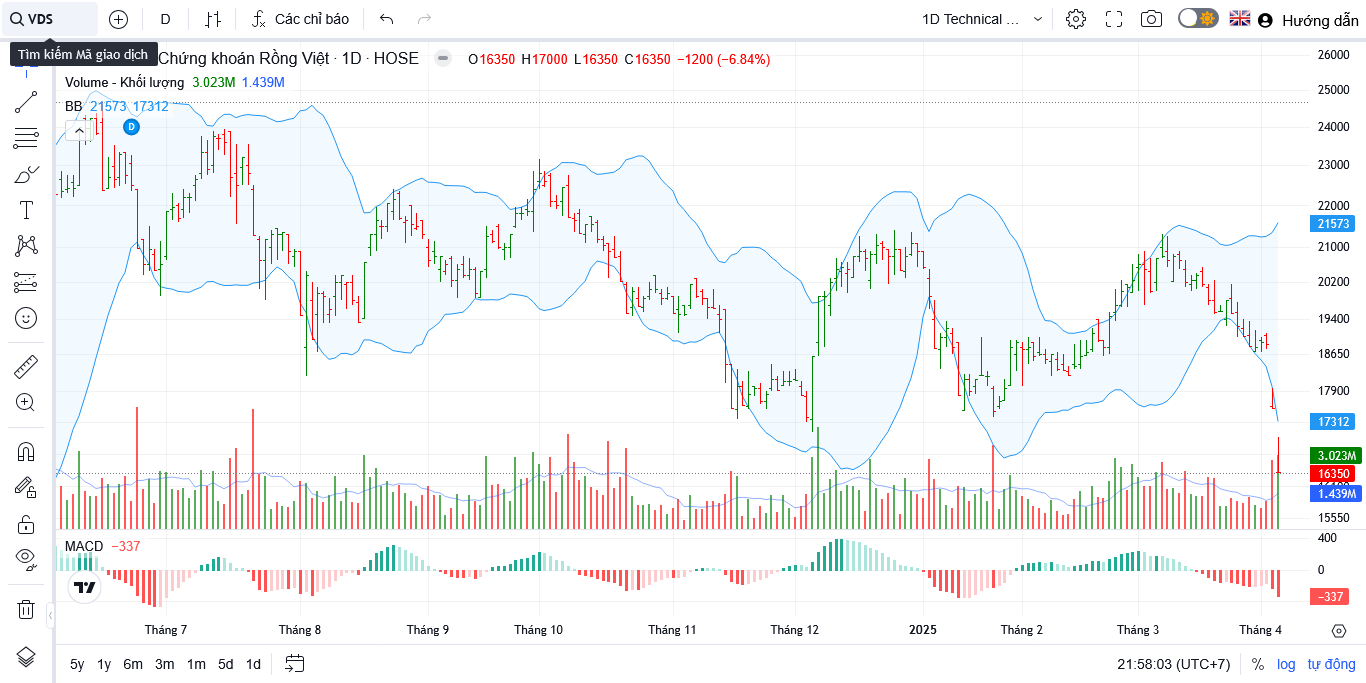 VDS D Các chỉ báo 1D Technical ... Hướng dẫn
Tìm kiếm Mã giao dịch
Chứng khoán Rồng Việt · 1D · HOSE O16350 H17000 L16350 C16350 −1200 (−6.84%)
Volume - Khối lượng 3.023M 1.439M
BB 21573 17312
D
26000
25000
24000
23000
22000
21573
21000
20200
19400
18650
17900
17312
3.023M
16350
1.439M
15550
MACD −337
400
0
−337
Tháng 7 Tháng 8 Tháng 9 Tháng 10 Tháng 11 Tháng 12 2025 Tháng 2 Tháng 3 Tháng 4
5y 1y 6m 3m 1m 5d 1d 21:58:03 (UTC+7) % log tự động